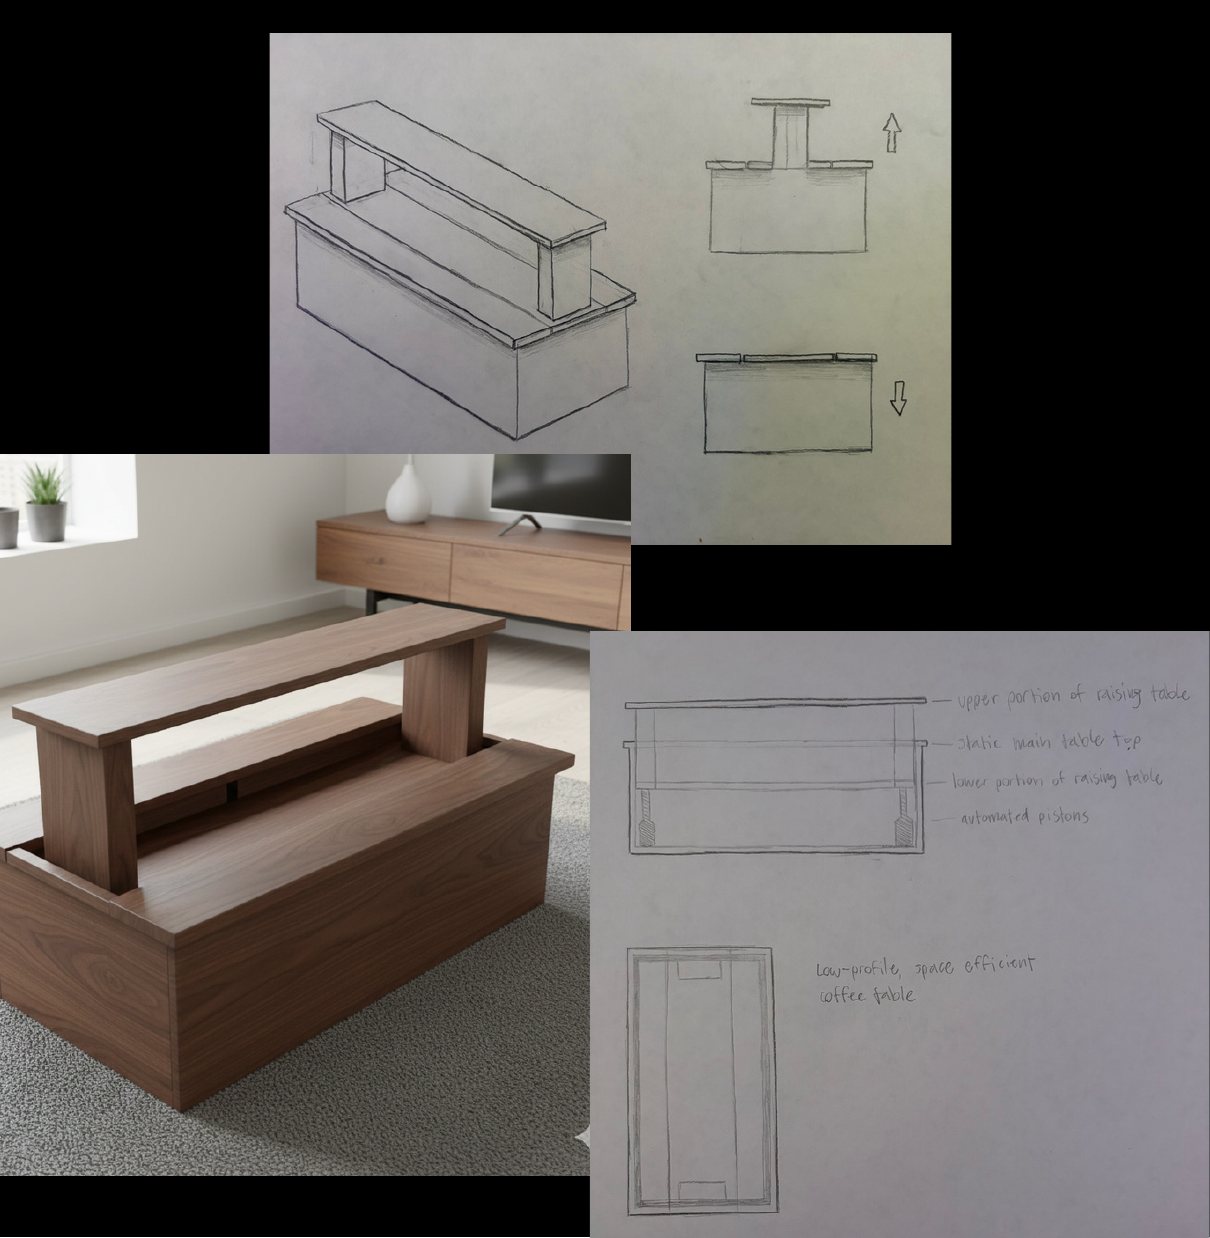 upper portion of raising table
static main table top
lower portion of raising table
automated pistons
Low-profile, space efficient
coffee table